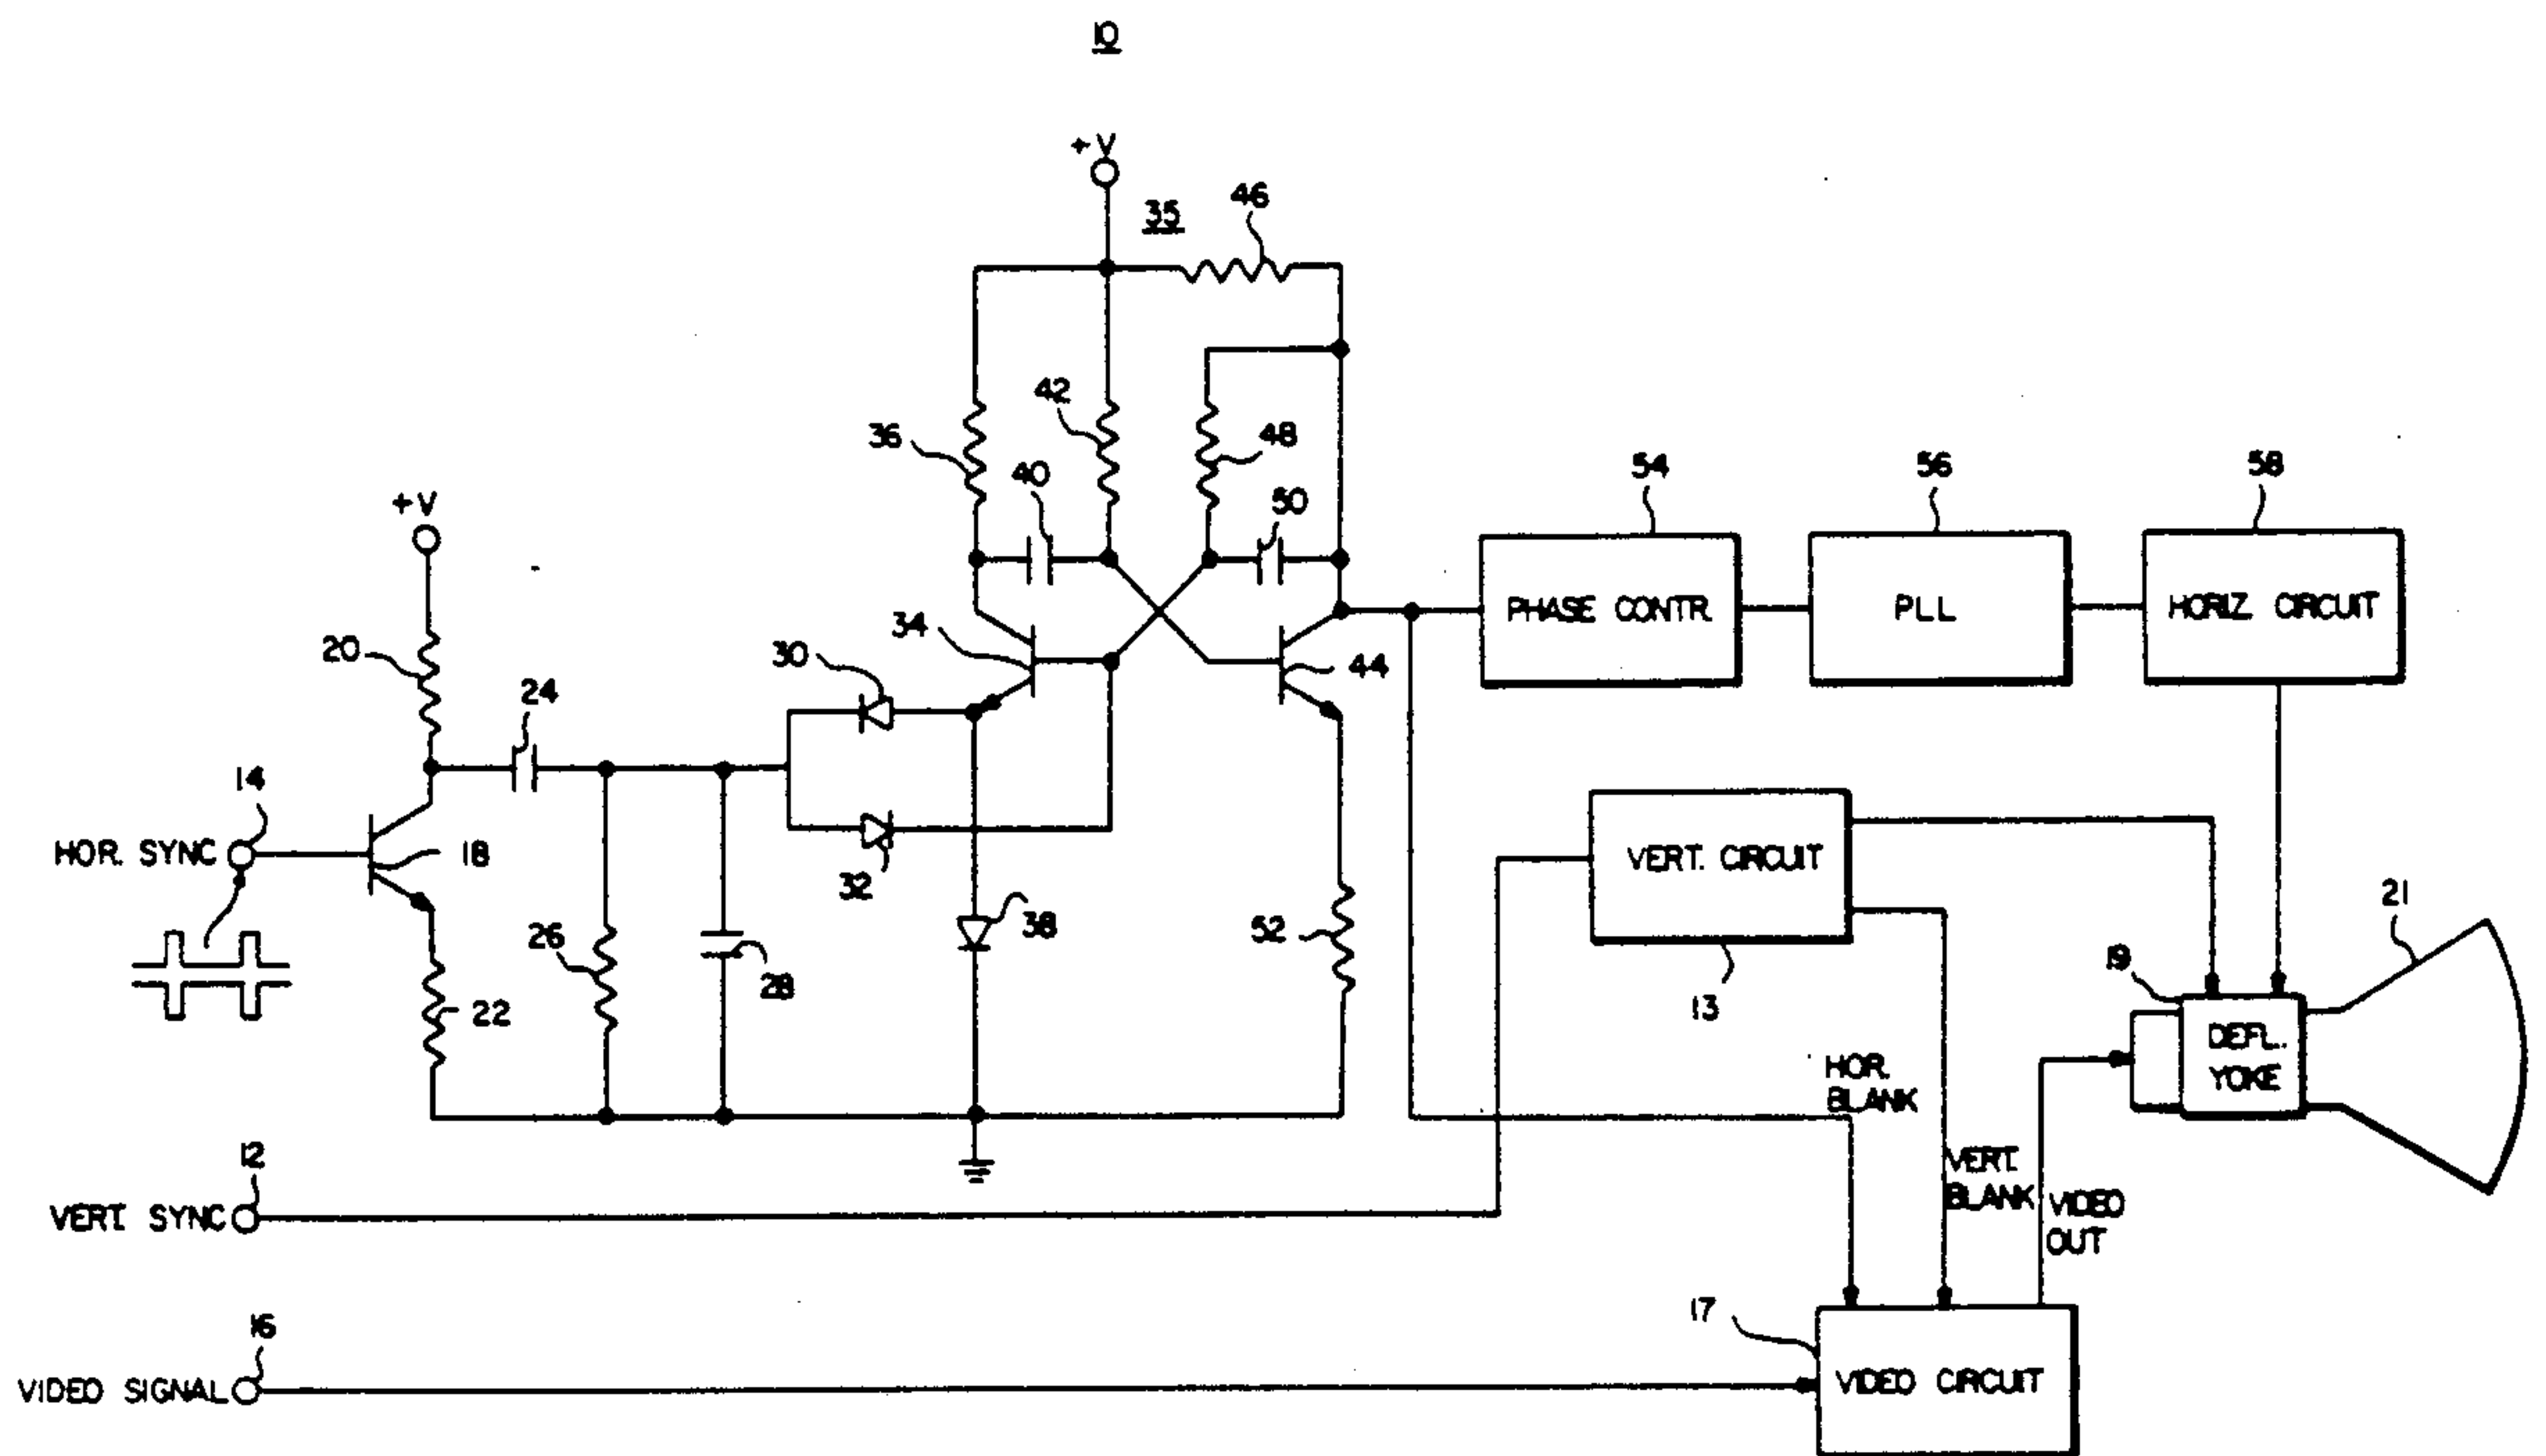 10
+V
35
46
36
42
40
48
50
54
56
58
+V
20
24
30
34
44
PHASE CONTR.
PLL
HORIZ. CIRCUIT
14
HOR. SYNC
18
32
38
26
28
22
52
VERT. CIRCUIT
13
21
19
DEFL.
YOKE
HOR.
BLANK
12
VERT. SYNC
VERT.
BLANK
VIDEO
OUT
16
VIDEO SIGNAL
17
VIDEO CIRCUIT